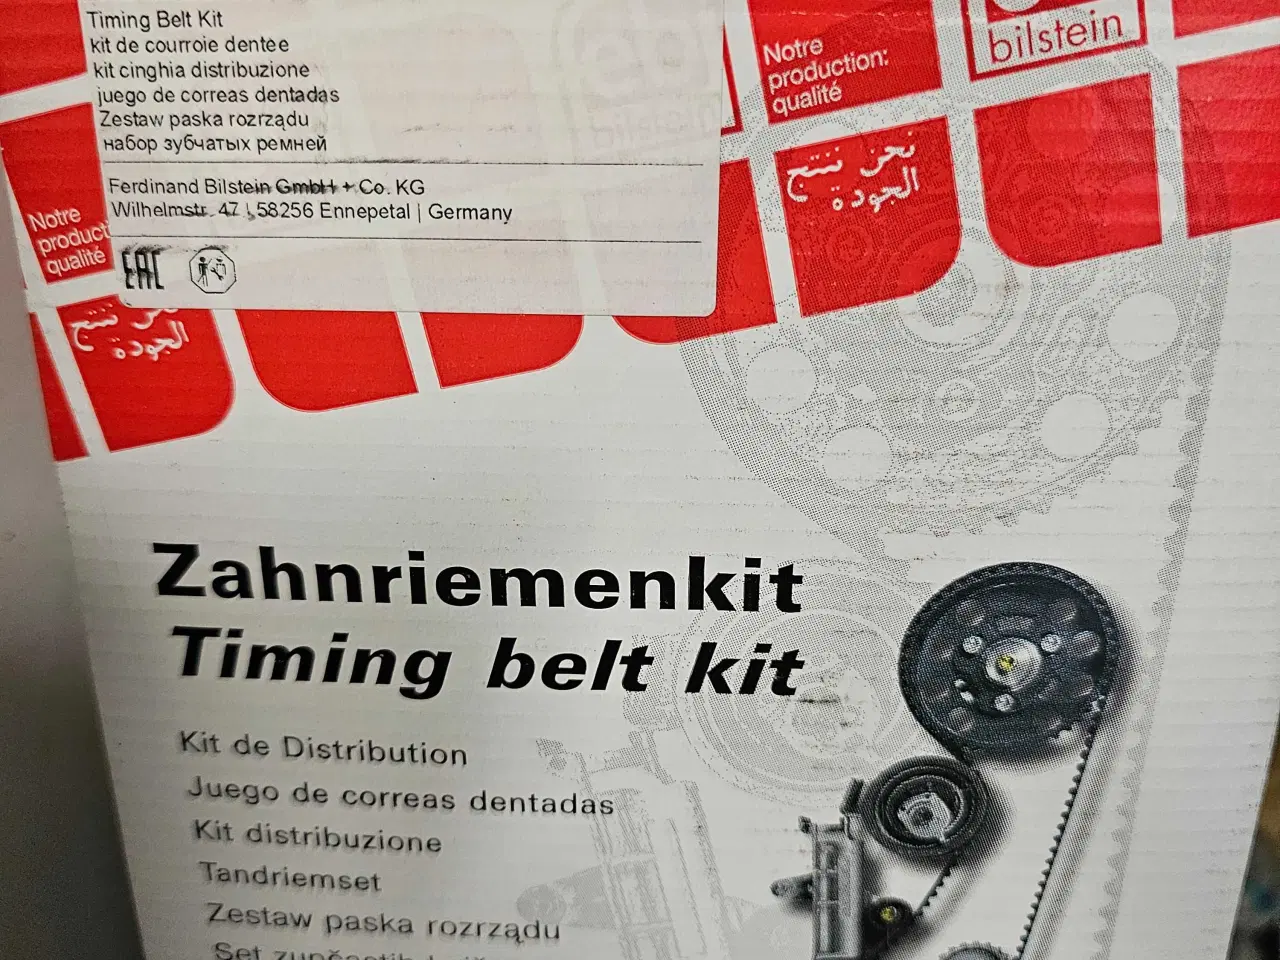 Timing Belt Kit
kit de courroie dentée
kit cinghia distribuzione
juego de correas dentadas
Zestaw paska rozrządu
набор зубчатых ремней
Ferdinand Bilstein GmbH + Co. KG
Wilhelmstr. 47 | 58256 Ennepetal | Germany
EAC
Notre
production:
qualité
نحن ننتج
الجودة
bilstein
Notre
product
qualité
نحن ننتج
الجودة
Zahnriemenkit
Timing belt kit
Kit de Distribution
Juego de correas dentadas
Kit distribuzione
Tandriemset
Zestaw paska rozrządu
Set